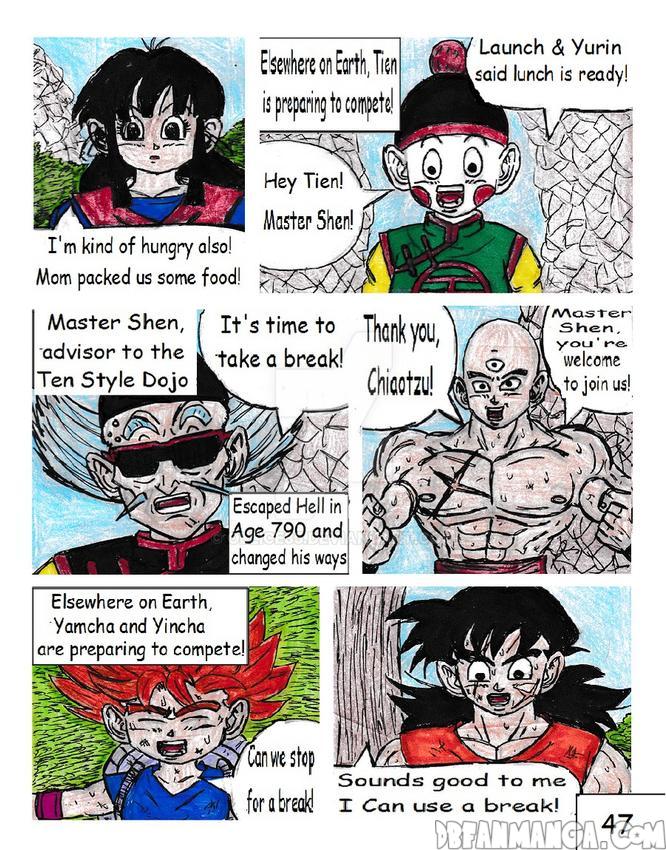 I'm kind of hungry also!
Mom packed us some food!
Elsewhere on Earth, Tien
is preparing to compete!
Launch & Yurin
said lunch is ready!
Hey Tien!
Master Shen!
Master Shen,
advisor to the
Ten Style Dojo
It's time to
take a break!
Escaped Hell in
Age 790 and
changed his ways
Thank you,
Chiaotzu!
Master
Shen,
you're
welcome
to join us!
Elsewhere on Earth,
Yamcha and Yincha
are preparing to compete!
Can we stop
for a break!
Sounds good to me
I Can use a break!
47
DBFANMANGA.COM